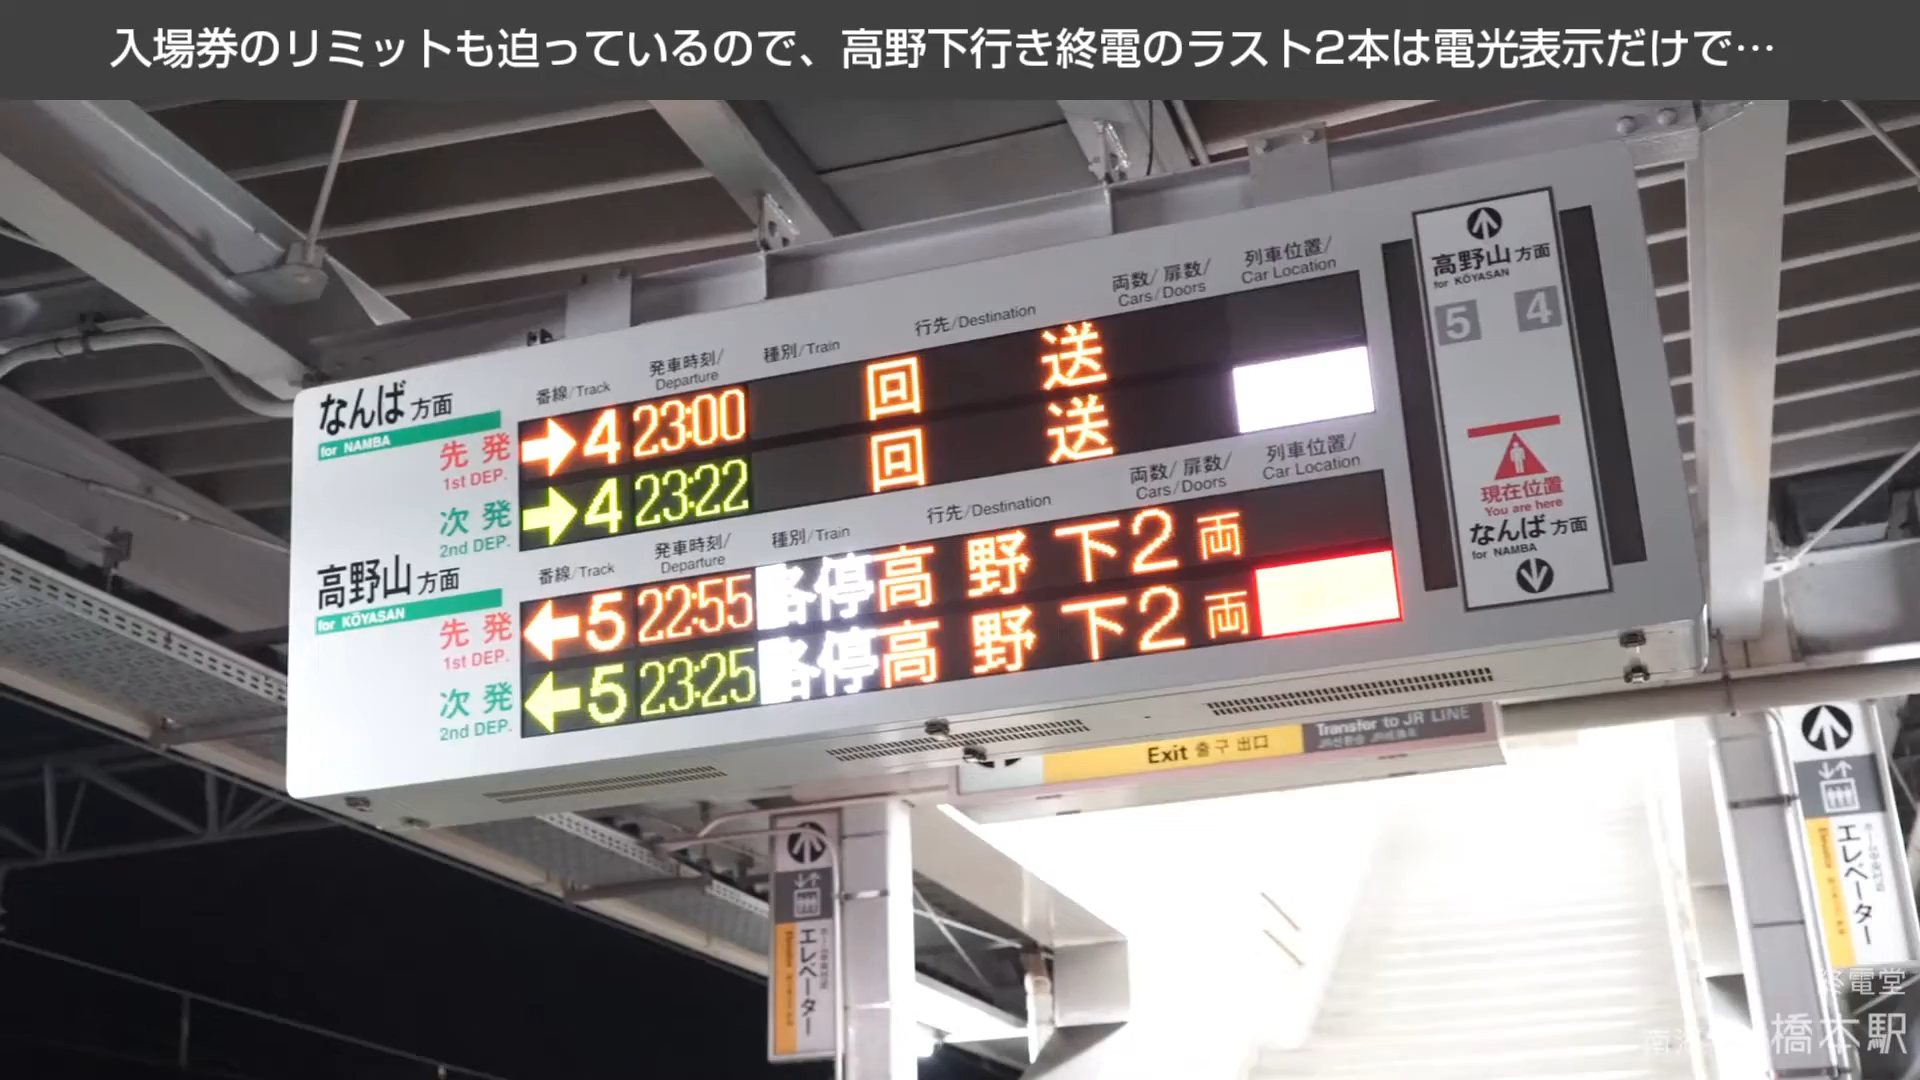 入場券のリミットも迫っているので、高野下行き終電のラスト2本は電光表示だけで…
なんば方面
for NAMBA
番線/Track 発車時刻/Departure 種別/Train 行先/Destination 両数/扉数/Cars/Doors 列車位置/Car Location
先発 1st DEP. →4 23:00 回送
次発 2nd DEP. →4 23:22 回送
高野山方面
for KŌYASAN
番線/Track 発車時刻/Departure 種別/Train 行先/Destination 両数/扉数/Cars/Doors 列車位置/Car Location
先発 1st DEP. ←5 22:55 各停 高野下 2両
次発 2nd DEP. ←5 23:25 各停 高野下 2両
高野山方面
for KŌYASAN
5 4
現在位置
You are here
なんば方面
for NAMBA
Exit 출구 出口
Transfer to JR LINE
エレベーター
エレベーター
終電堂
橋本駅